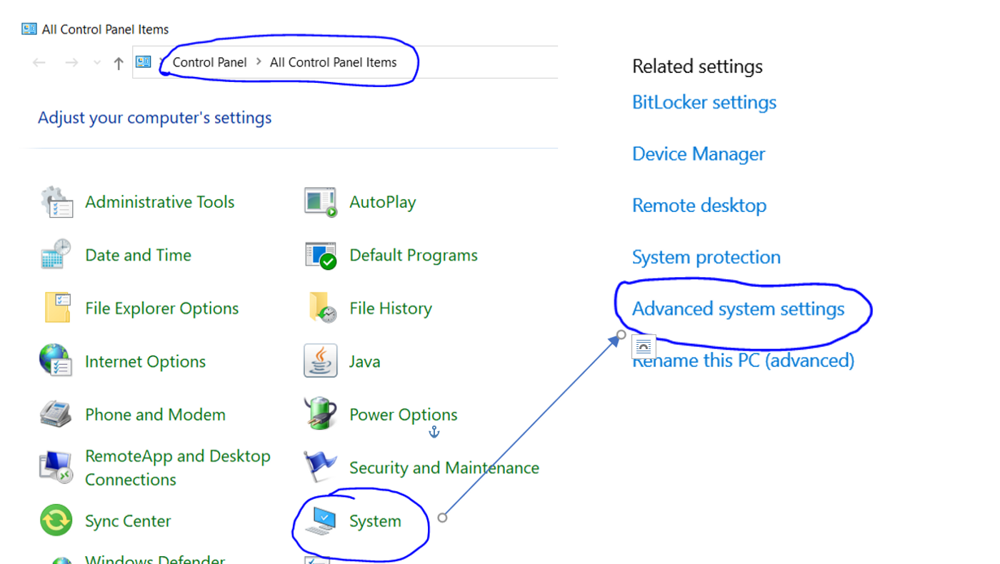 All Control Panel Items
Control Panel > All Control Panel Items
Adjust your computer's settings
Administrative Tools
AutoPlay
Date and Time
Default Programs
File Explorer Options
File History
Internet Options
Java
Phone and Modem
Power Options
RemoteApp and Desktop
Connections
Security and Maintenance
Sync Center
System
Windows Defender
Related settings
BitLocker settings
Device Manager
Remote desktop
System protection
Advanced system settings
Rename this PC (advanced)